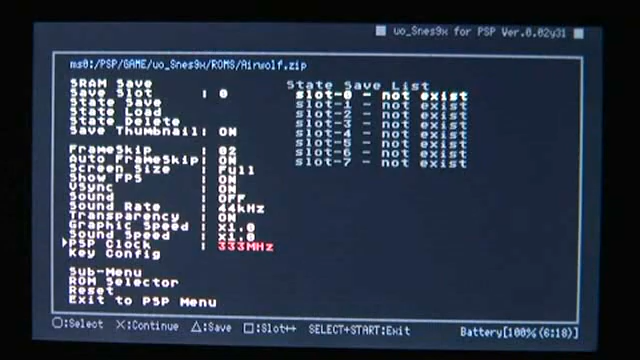 uo_Snes9x for PSP Ver.0.02y31
ms0:/PSP/GAME/uo_Snes9x/ROMS/Airwolf.zip
SRAM Save
Save Slot : 0
State Save
State Load
State Delete
Save Thumbnail: ON
FrameSkip : 02
Auto FrameSkip: ON
Screen Size : Full
Show FPS : ON
VSync : ON
Sound : OFF
Sound Rate : 44kHz
Transparency : ON
Graphic Speed : x1.0
Sound Speed : x1.0
PSP Clock : 333MHz
Key Config
Sub-Menu
ROM Selector
Reset
Exit to PSP Menu
State Save List
slot-0 - not exist
slot-1 - not exist
slot-2 - not exist
slot-3 - not exist
slot-4 - not exist
slot-5 - not exist
slot-6 - not exist
slot-7 - not exist
○:Select ×:Continue △:Save □:Slot++ SELECT+START:Exit Battery[100%(6:18)]